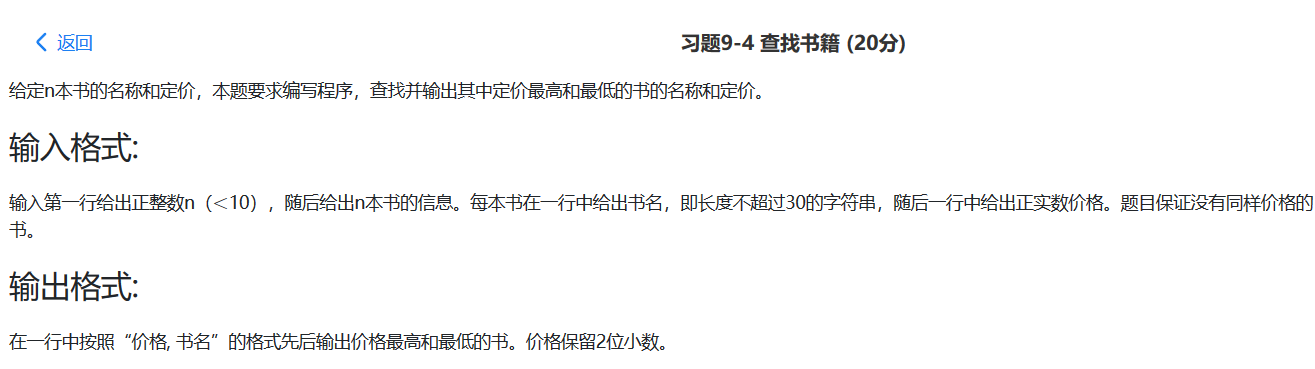 返回
习题9-4 查找书籍 (20分)
给定n本书的名称和定价，本题要求编写程序，查找并输出其中定价最高和最低的书的名称和定价。
输入格式:
输入第一行给出正整数n（＜10），随后给出n本书的信息。每本书在一行中给出书名，即长度不超过30的字符串，随后一行中给出正实数价格。题目保证没有同样价格的
书。
输出格式:
在一行中按照“价格, 书名”的格式先后输出价格最高和最低的书。价格保留2位小数。